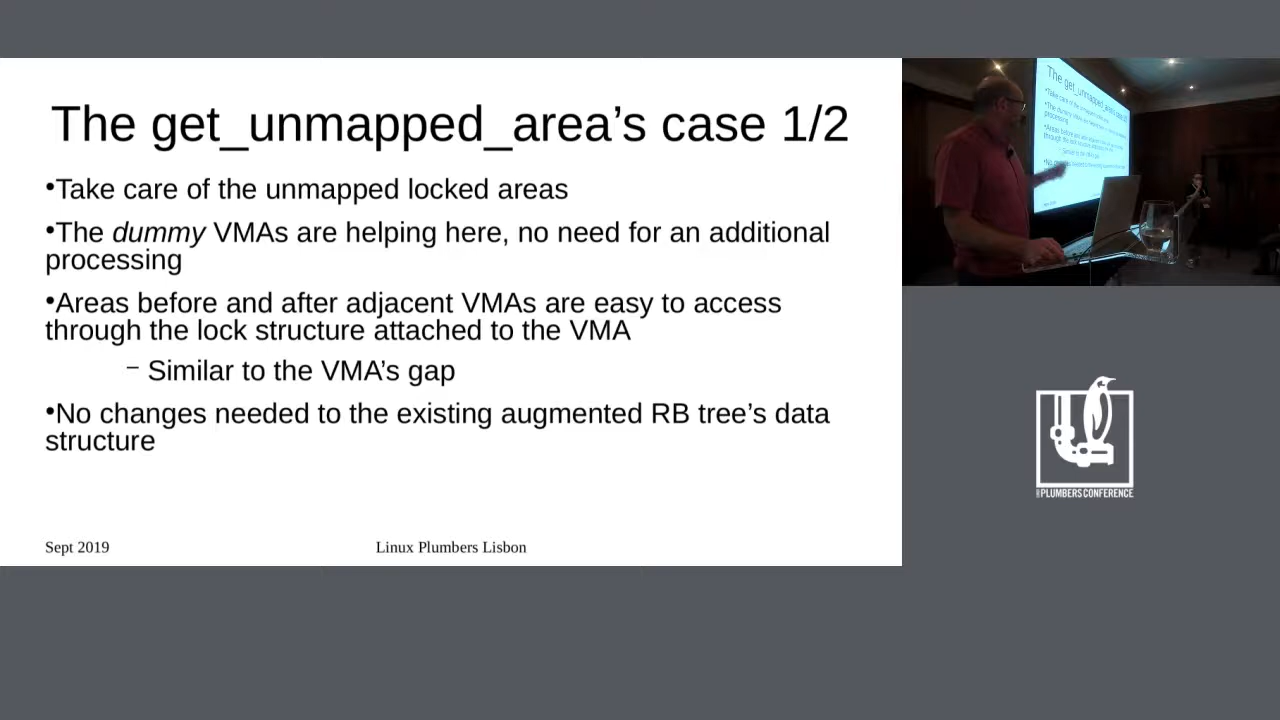 The get_unmapped_area’s case 1/2
•Take care of the unmapped locked areas
•The dummy VMAs are helping here, no need for an additional
processing
•Areas before and after adjacent VMAs are easy to access
through the lock structure attached to the VMA
– Similar to the VMA’s gap
•No changes needed to the existing augmented RB tree’s data
structure
Sept 2019
Linux Plumbers Lisbon
The get_unmapped_area's case
PLUMBERS CONFERENCE